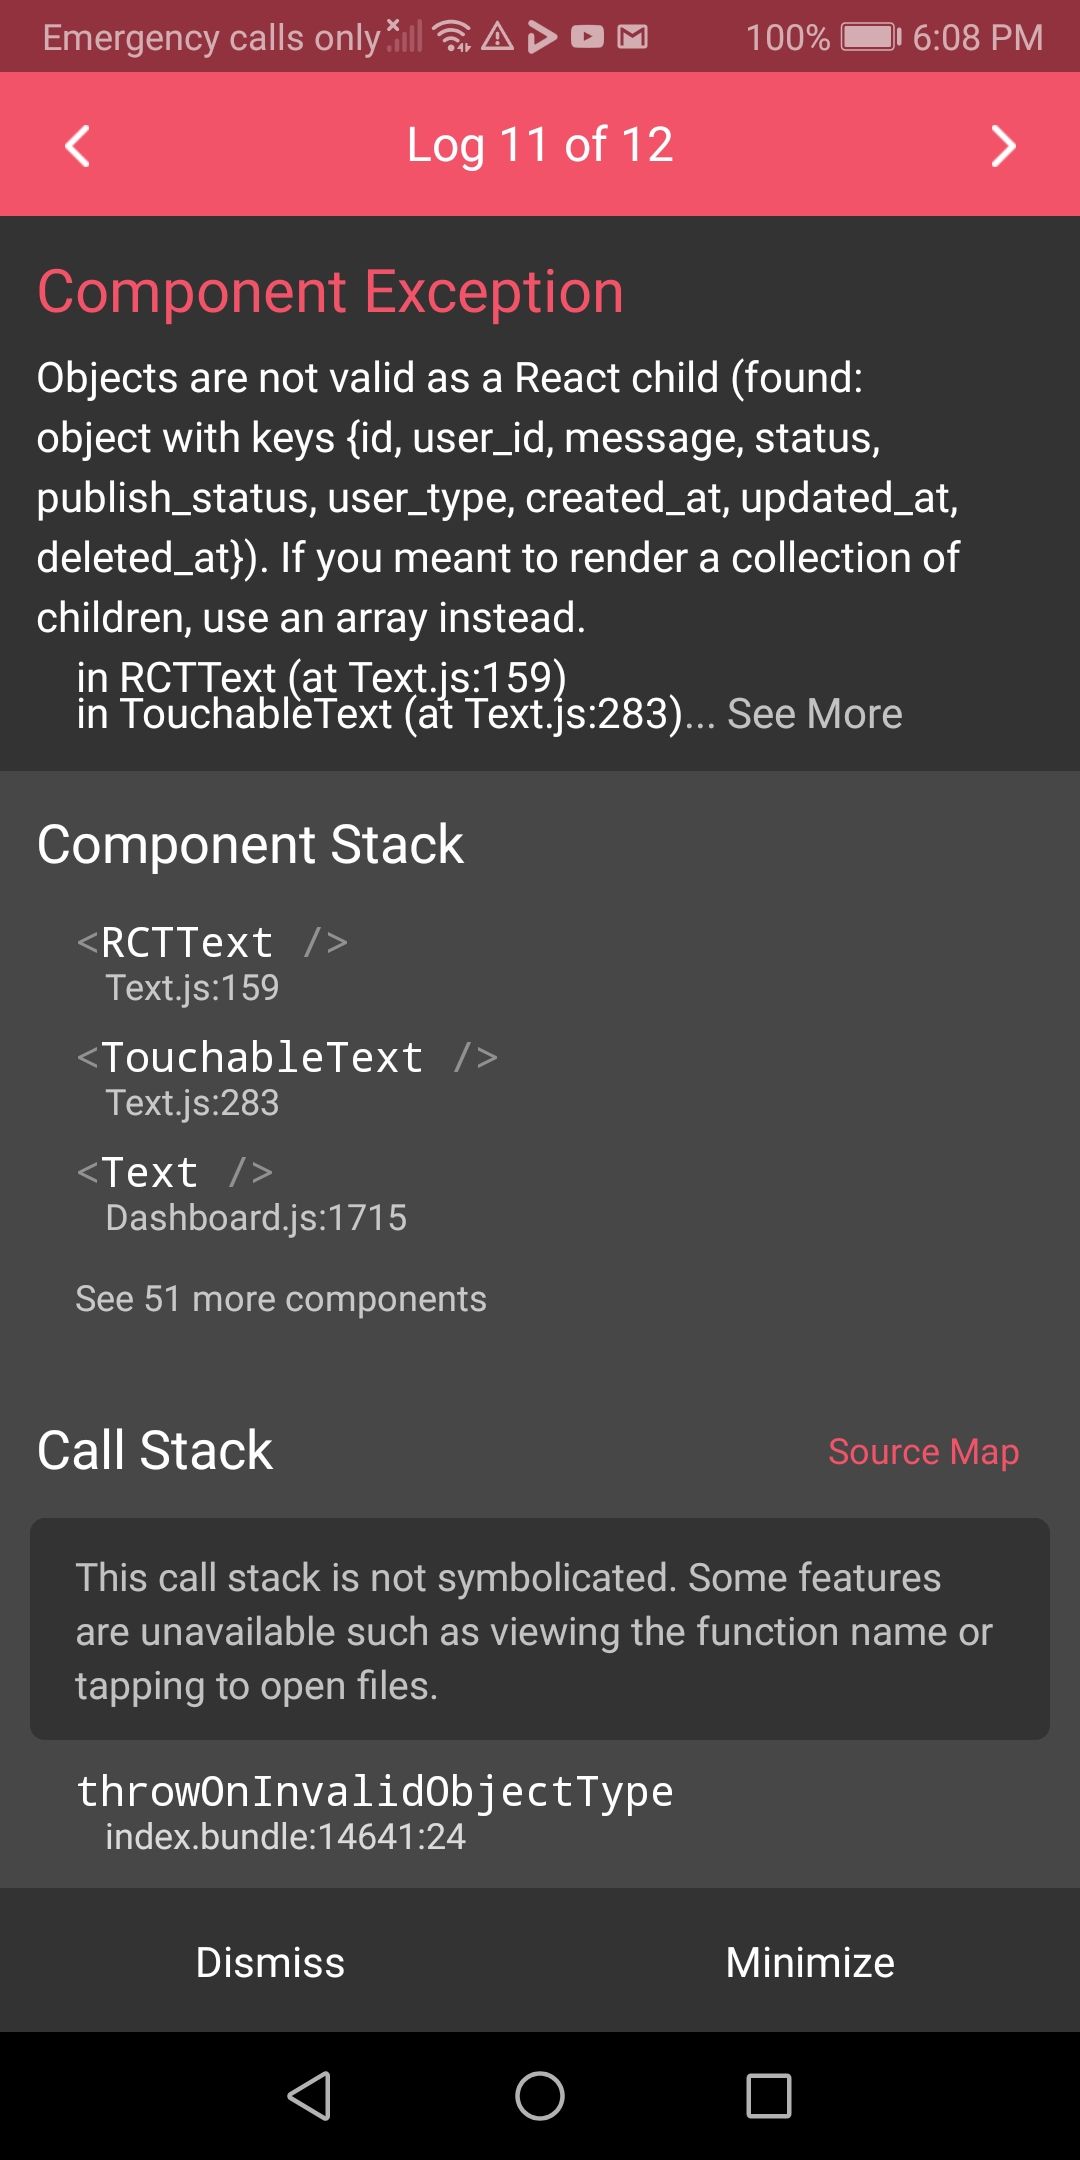 Emergency calls only 100% 6:08 PM
Log 11 of 12
Component Exception
Objects are not valid as a React child (found:
object with keys {id, user_id, message, status,
publish_status, user_type, created_at, updated_at,
deleted_at}). If you meant to render a collection of
children, use an array instead.
in RCTText (at Text.js:159)
in TouchableText (at Text.js:283)... See More
Component Stack
<RCTText />
Text.js:159
<TouchableText />
Text.js:283
<Text />
Dashboard.js:1715
See 51 more components
Call Stack Source Map
This call stack is not symbolicated. Some features
are unavailable such as viewing the function name or
tapping to open files.
throwOnInvalidObjectType
index.bundle:14641:24
Dismiss Minimize